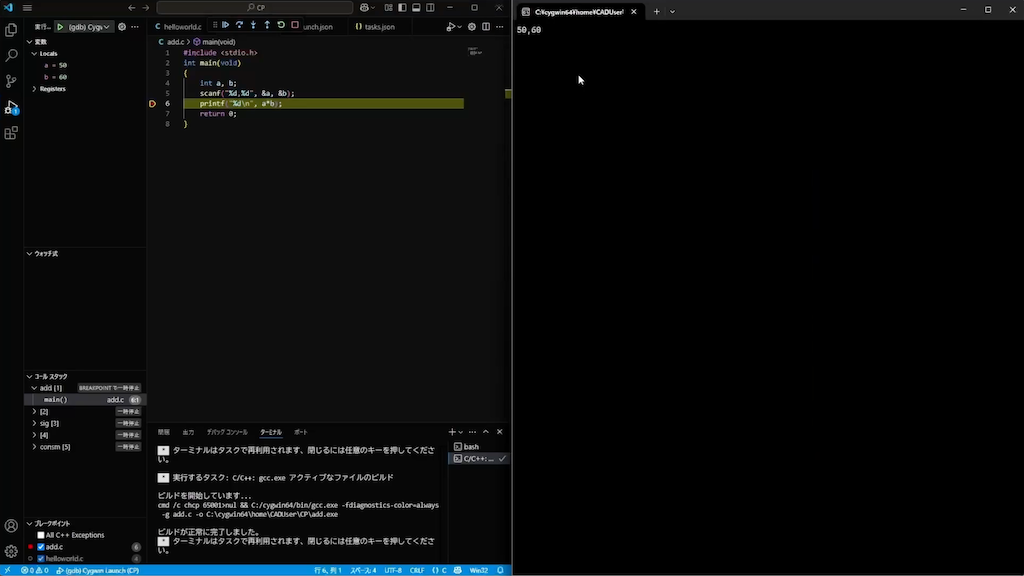 CP
実行…
(gdb) Cygv
helloworld.c
unch.json
tasks.json
変数
Locals
a = 50
b = 60
Registers
add.c > main(void)
1 #include <stdio.h>
2 int main(void)
3 {
4 int a, b;
5 scanf("%d,%d", &a, &b);
6 printf("%d\n", a*b);
7 return 0;
8 }
ウォッチ式
コール スタック
add [1]
main()
add.c
6:1
[2]
一時停止
sig [3]
一時停止
[4]
一時停止
consm [5]
一時停止
ブレークポイント
All C++ Exceptions
add.c
6
helloworld.c
4
問題
出力
デバッグ コンソール
ターミナル
ポート
bash
C/C++: ...
* ターミナルはタスクで再利用されます、閉じるには任意のキーを押してくださ
い。
* 実行するタスク: C/C++: gcc.exe アクティブなファイルのビルド
ビルドを開始しています...
cmd /c chcp 65001>nul && C:/cygwin64/bin/gcc.exe -fdiagnostics-color=always
-g add.c -o C:\cygwin64\home\CADUser\CP\add.exe
ビルドが正常に完了しました。
* ターミナルはタスクで再利用されます、閉じるには任意のキーを押してくださ
い。
0 0
(gdb) Cygwin Launch (CP)
行 6、列 1
スペース: 4
UTF-8
CRLF
{ } C
Win32
C:¥cygwin64¥home¥CADUser¥
50,60